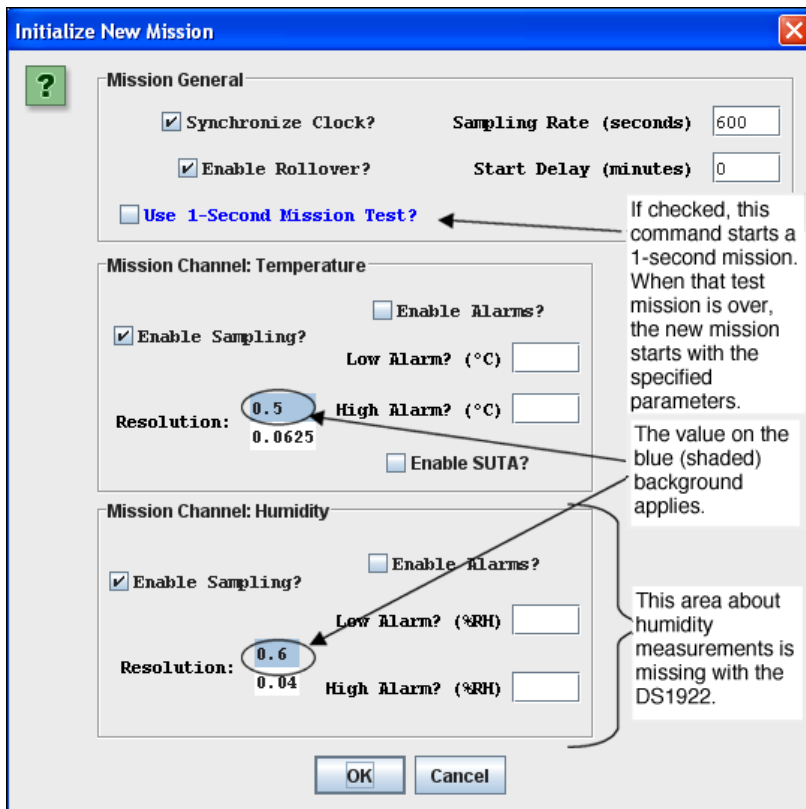 Initialize New Mission
?
Mission General
Synchronize Clock?
Sampling Rate (seconds)
600
Enable Rollover?
Start Delay (minutes)
0
Use 1-Second Mission Test?
If checked, this
command starts a
1-second mission.
When that test
mission is over,
the new mission
starts with the
specified
parameters.
Mission Channel: Temperature
Enable Alarms?
Enable Sampling?
Low Alarm? (°C)
Resolution:
0.5
0.0625
High Alarm? (°C)
Enable SUTA?
The value on the
blue (shaded)
background
applies.
Mission Channel: Humidity
Enable Alarms?
Enable Sampling?
Low Alarm? (%RH)
Resolution:
0.6
0.04
High Alarm? (%RH)
This area about
humidity
measurements is
missing with the
DS1922.
OK
Cancel